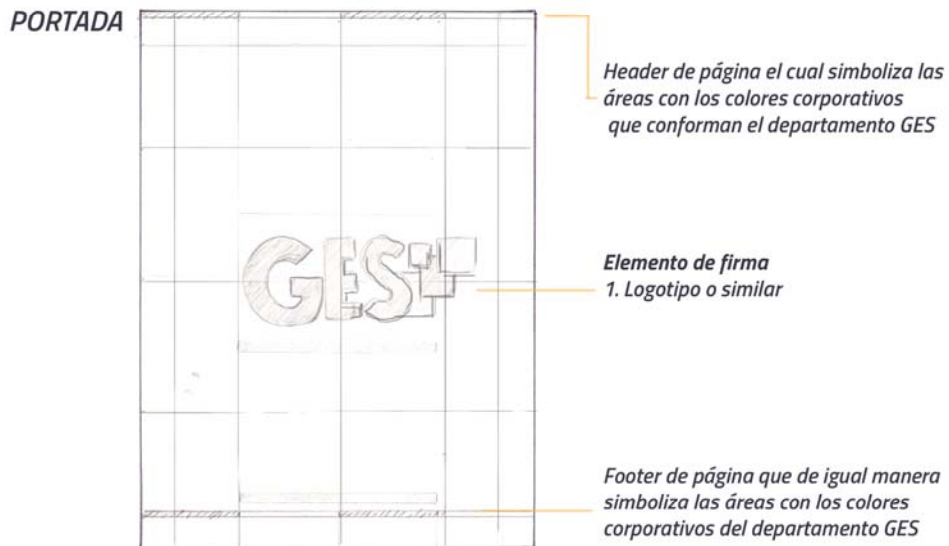 PORTADA
Header de página el cual simboliza las
áreas con los colores corporativos
que conforman el departamento GES
GES
Elemento de firma
1. Logotipo o similar
Footer de página que de igual manera
simboliza las áreas con los colores
corporativos del departamento GES